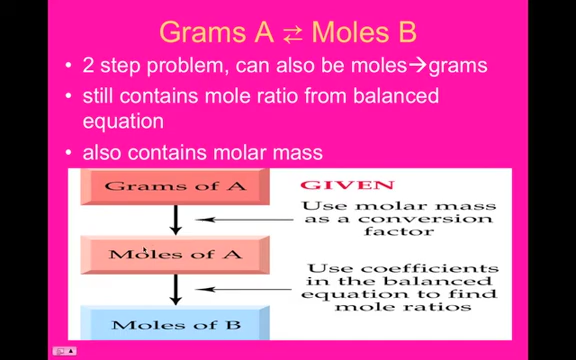 Grams A ⇄ Moles B
• 2 step problem, can also be moles→grams
• still contains mole ratio from balanced
equation
• also contains molar mass
Grams of A
GIVEN
Use molar mass
as a conversion
factor
Moles of A
Use coefficients
in the balanced
equation to find
mole ratios
Moles of B